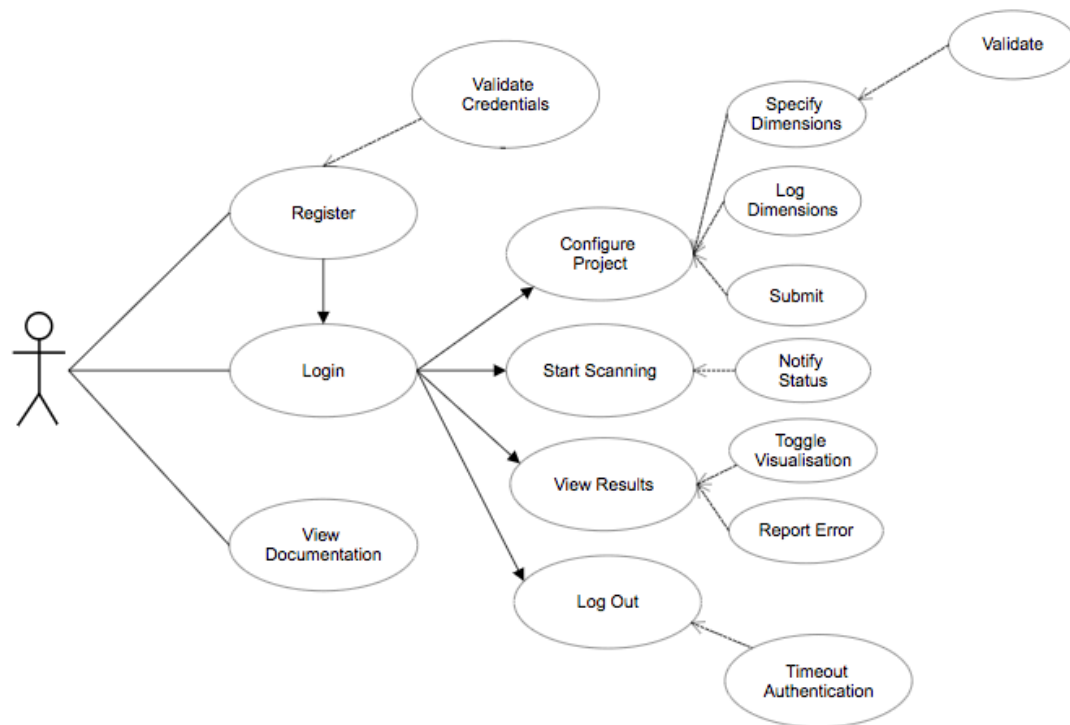 Validate
Validate
Credentials
Specify
Dimensions
Log
Dimensions
Register
Configure
Project
Submit
Login
Start Scanning
Notify
Status
Toggle
Visualisation
View Results
Report Error
View
Documentation
Log Out
Timeout
Authentication